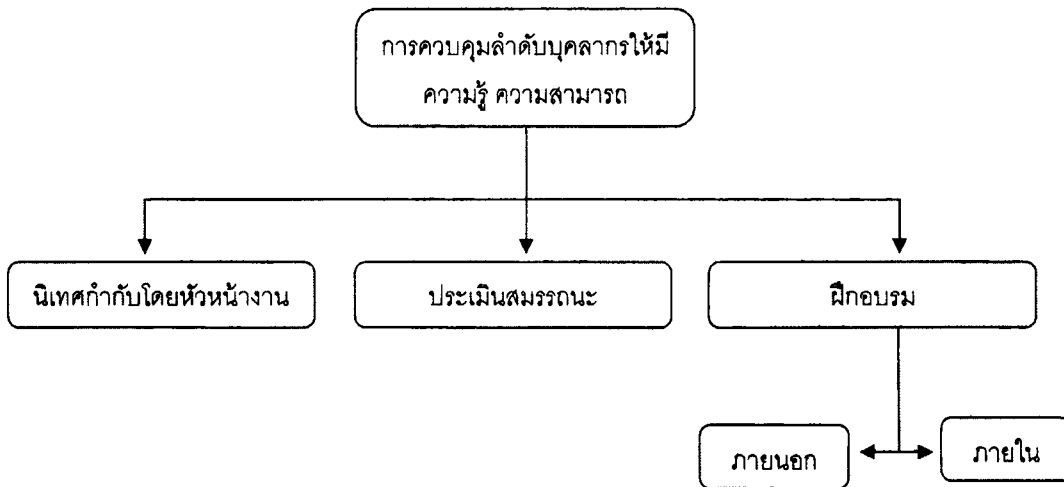 การควบคุมลำดับบุคลากรให้มี
ความรู้ ความสามารถ
นิเทศกำกับโดยหัวหน้างาน
ประเมินสมรรถนะ
ฝึกอบรม
ภายนอก
ภายใน